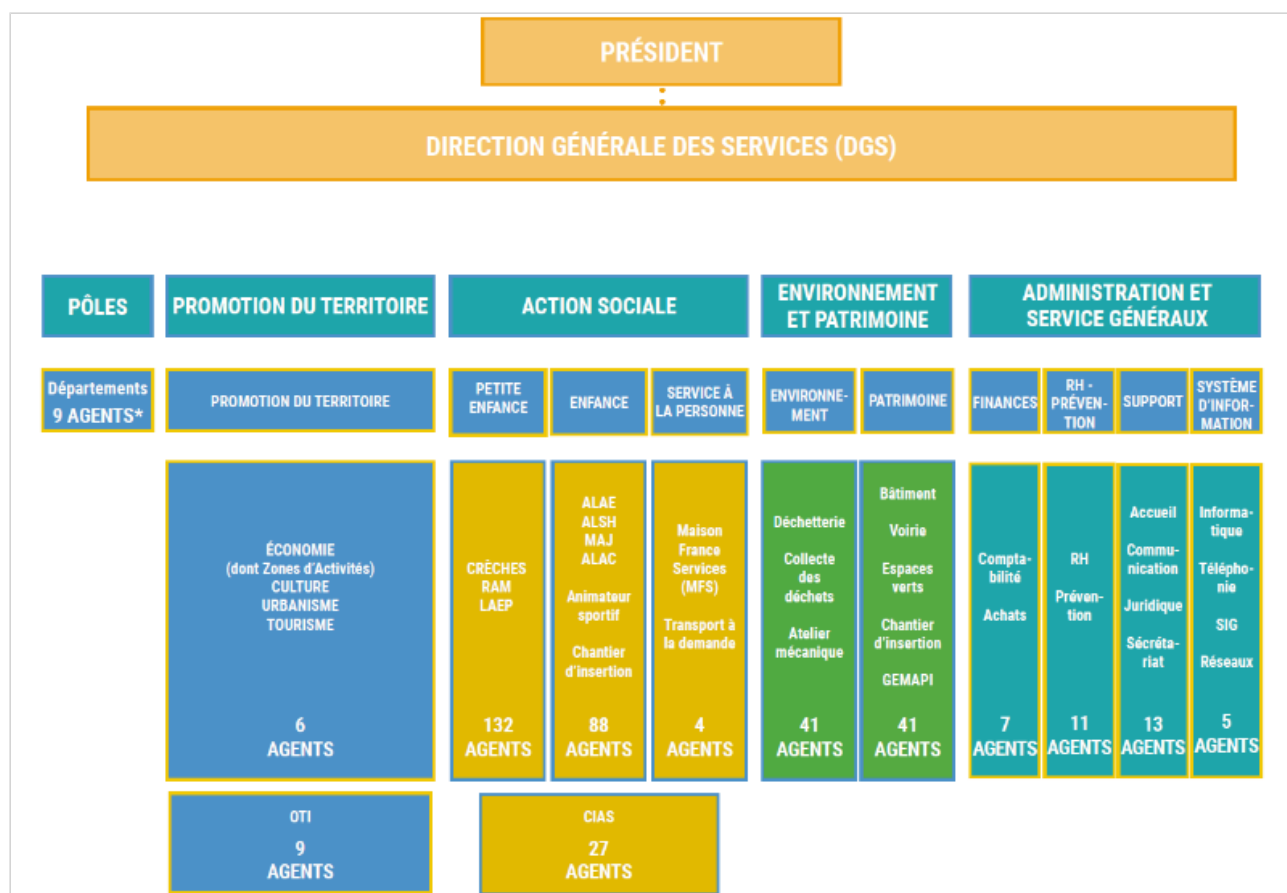 PRÉSIDENT
DIRECTION GÉNÉRALE DES SERVICES (DGS)
PÔLES
PROMOTION DU TERRITOIRE
ACTION SOCIALE
ENVIRONNEMENT
ET PATRIMOINE
ADMINISTRATION ET
SERVICE GÉNÉRAUX
Départements
9 AGENTS*
PROMOTION DU TERRITOIRE
PETITE
ENFANCE
ENFANCE
SERVICE À
LA PERSONNE
ENVIRONNE-
MENT
PATRIMOINE
FINANCES
RH -
PRÉVEN-
TION
SUPPORT
SYSTÈME
D'INFOR-
MATION
ÉCONOMIE
(dont Zones d'Activités)
CULTURE
URBANISME
TOURISME
6
AGENTS
CRÈCHES
RAM
LAEP
132
AGENTS
ALAE
ALSH
MAJ
ALAC
Animateur
sportif
Chantier
d'insertion
88
AGENTS
Maison
France
Services
(MFS)
Transport à
la demande
4
AGENTS
Déchetterie
Collecte
des
déchets
Atelier
mécanique
41
AGENTS
Bâtiment
Voirie
Espaces
verts
Chantier
d'insertion
GEMAPI
41
AGENTS
Compta-
bilité
Achats
7
AGENTS
RH
Préven-
tion
11
AGENTS
Accueil
Commu-
nication
Juridique
Sécréta-
riat
13
AGENTS
Informa-
tique
Télépho-
nie
SIG
Réseaux
5
AGENTS
OTI
9
AGENTS
CIAS
27
AGENTS